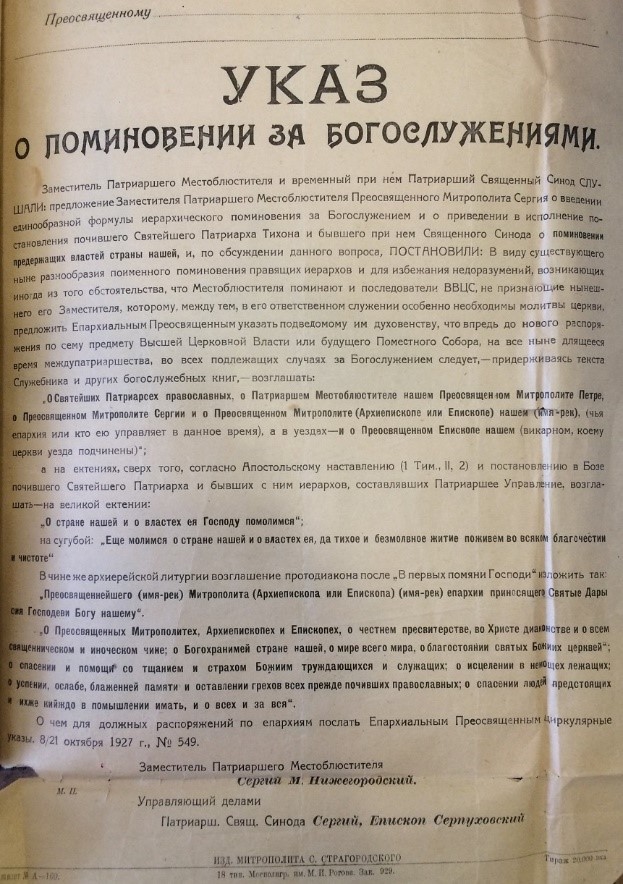 Преосвященному
УКАЗ
О ПОМИНОВЕНИИ ЗА БОГОСЛУЖЕНИЯМИ.
Заместитель Патриаршего Местоблюстителя и временный при нем Патриарший Священный Синод СЛУ-
ШАЛИ: предложение Заместителя Патриаршего Местоблюстителя Преосвященного Митрополита Сергия о введении
единообразной формулы иерархического поминовения за Богослужением и о приведении в исполнение по-
становления почившего Святейшего Патриарха Тихона и бывшего при нем Священного Синода о поминовении
предержащих властей страны нашей, и, по обсуждении данного вопроса, ПОСТАНОВИЛИ: В виду существующего
ныне разнообразия поименного поминовения правящих иерархов и для избежания недоразумений, возникающих
иногда из того обстоятельства, что Местоблюстителя поминают и последователи ВВЦС, не признающие нынеш-
него его Заместителя, которому, между тем, в его ответственном служении особенно необходимы молитвы церкви,
предложить Епархиальным Преосвященным указать подведомому им духовенству, что впредь до нового распоря-
жения по сему предмету Высшей Церковной Власти или будущего Поместного Собора, на все ныне длящееся
время междупатриаршества, во всех подлежащих случаях за Богослужением следует,—придерживаясь текста
Служебника и других богослужебных книг,—возглашать:
„О Святейших Патриарсех православных, о Патриаршем Местоблюстителе нашем Преосвященном Митрополите Петре,
о Преосвященном Митрополите Сергии и о Преосвященном Митрополите (Архиепископе или Епископе) нашем (имя-рек), (чья
епархия или кто ею управляет в данное время), а в уездах—и о Преосвященном Епископе нашем (викарном, коему
церкви уезда подчинены)“;
а на ектениях, сверх того, согласно Апостольскому наставлению (1 Тим., II, 2) и постановлению в Бозе
почившего Святейшего Патриарха и бывших с ним иерархов, составлявших Патриаршее Управление, возгла-
шать—на великой ектении:
„О стране нашей и о властех ея Господу помолимся“;
на сугубой: „Еще молимся о стране нашей и о властех ея, да тихое и безмолвное житие поживем во всяком благочестии
и чистоте“
В чине же архиерейской литургии возглашение протодиакона после „В первых помяни Господи“ изложить так:
„Преосвященнейшего (имя-рек) Митрополита (Архиепископа или Епископа) (имя-рек) епархии приносящего Святые Дары
сия Господеви Богу нашему“.
„О Преосвященных Митрополитех, Архиепископех и Епископех, о честнем пресвитерстве, во Христе диаконстве и о всем
священническом и иноческом чине; о Богохранимей стране нашей, о мире всего мира, о благостоянии святых Божиих церквей“;
о спасении и помощи со тщанием и страхом Божиим труждающихся и служащих; о исцелении в немощех лежащих;
о успении, ослабе, блаженней памяти и оставлении грехов всех прежде почивших православных; о спасении людей предстоящих
и ихже кийждо в помышлении имать, и о всех и за вся“.
О чем для должных распоряжений по епархиям послать Епархиальным Преосвященным циркулярные
указы. 8/21 октября 1927 г., № 549.
Заместитель Патриаршего Местоблюстителя
Сергий М. Нижегородский.
М. П.
Управляющий делами
Патриарш. Свящ. Синода Сергий, Епископ Серпуховский
ИЗД. МИТРОПОЛИТА С. СТРАГОРОДСКОГО
Тираж 20,000 экз
№ А—160.
18 тип. Мосполигр. им. М. И. Рогова. Зак. 929.